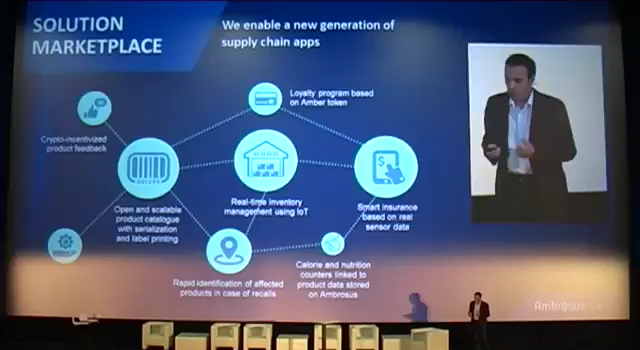 SOLUTION
MARKETPLACE
We enable a new generation of
supply chain apps
Loyalty program based
on Amber token
Crypto-incentivized
product feedback
Open and scalable
product catalogue
with serialization
and label printing
Real-time inventory
management using IoT
Smart insurance
based on real
sensor data
Rapid identification of affected
products in case of recalls
Calorie and nutrition
counters linked to
product data stored
on Ambrosus
Ambrosus